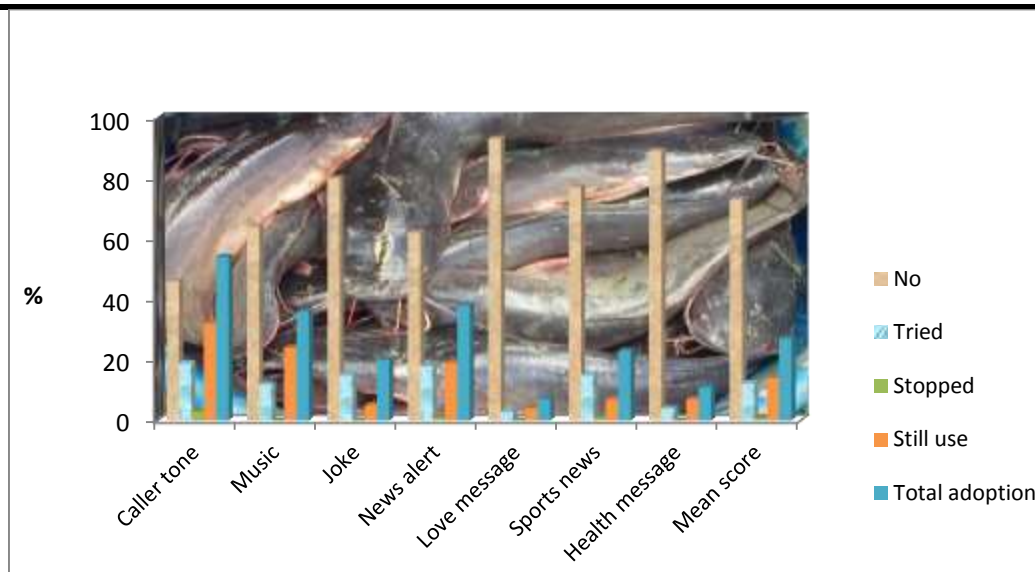 100
80
60
40
20
0
%
Caller tone
Music
Joke
News alert
Love message
Sports news
Health message
Mean score
No
Tried
Stopped
Still use
Total adoption